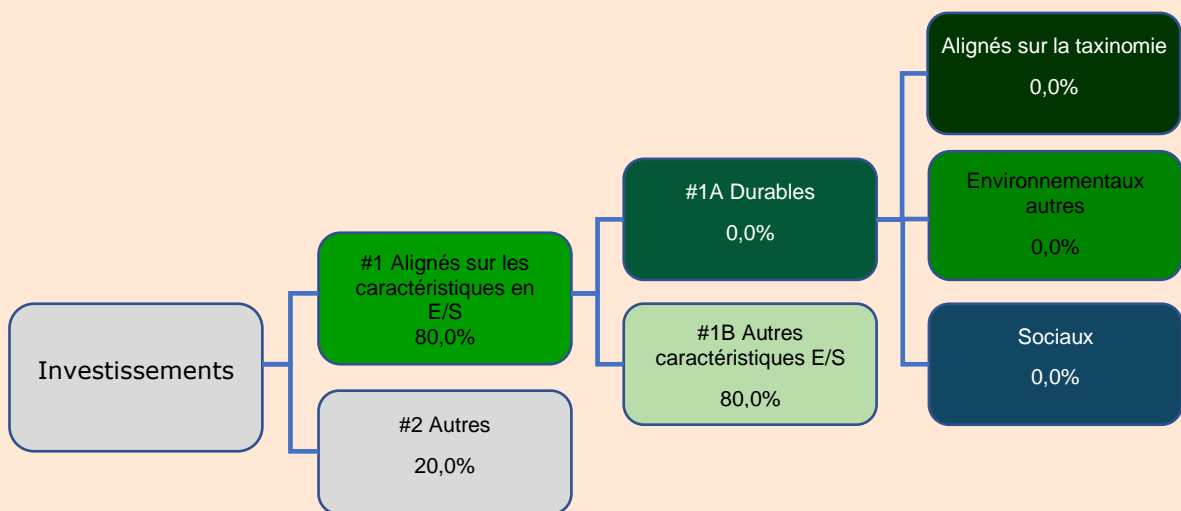 Investissements
#1 Alignés sur les
caractéristiques en
E/S
80,0%
#2 Autres
20,0%
#1A Durables
0,0%
#1B Autres
caractéristiques E/S
80,0%
Alignés sur la taxinomie
0,0%
Environnementaux
autres
0,0%
Sociaux
0,0%